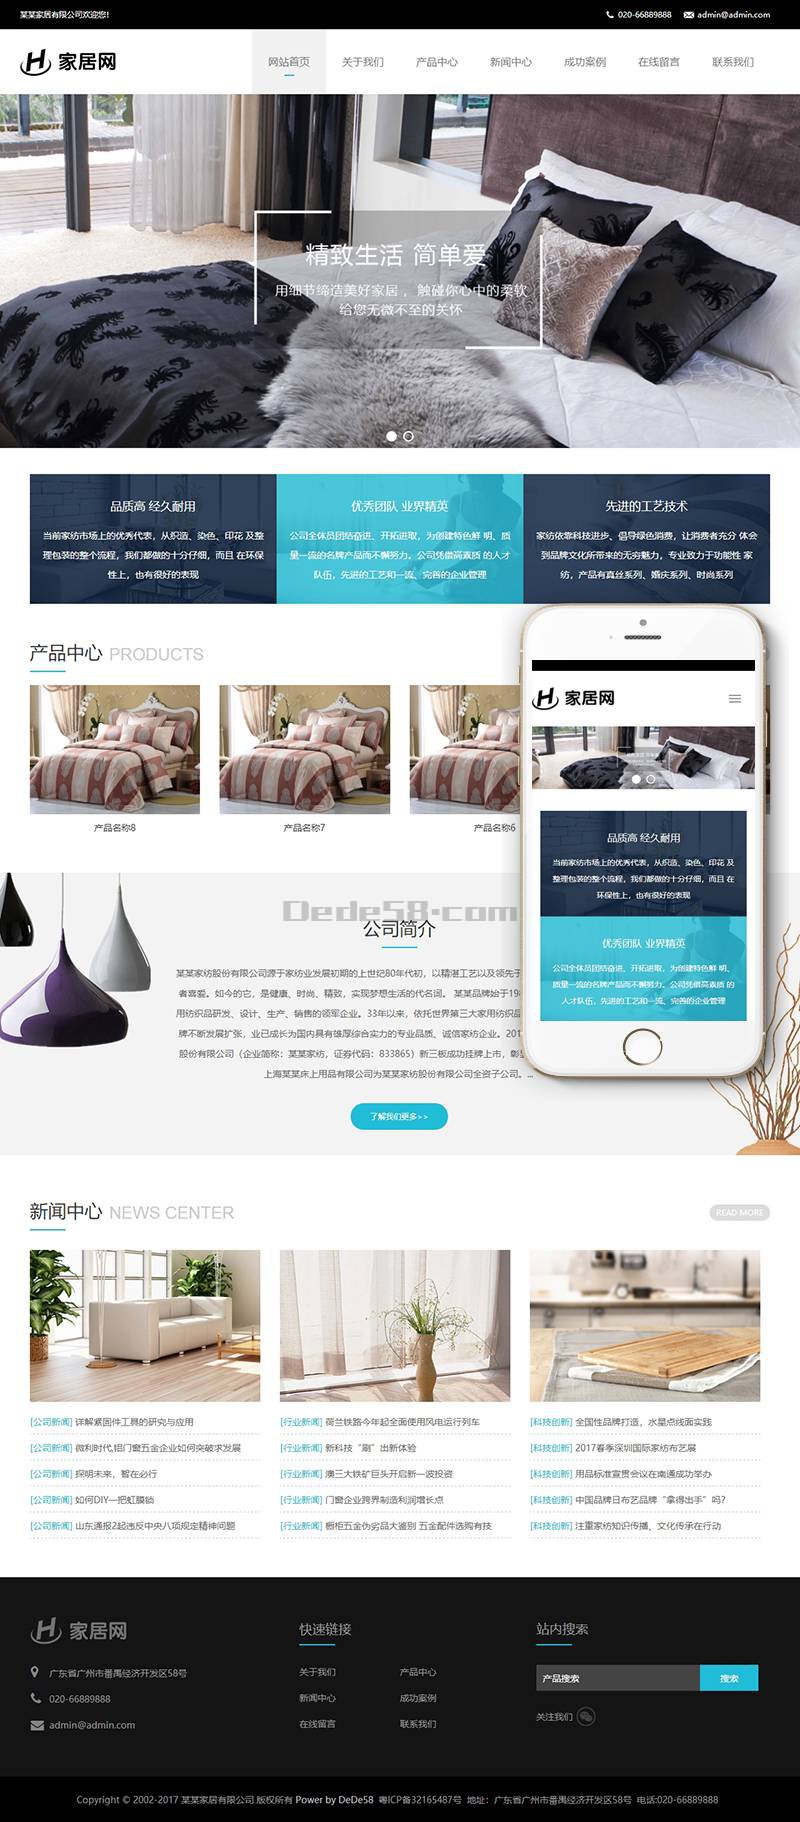 某某家居有限公司欢迎您!
020-66889888 admin@admin.com
H 家居网
网站首页 关于我们 产品中心 新闻中心 成功案例 在线留言 联系我们
精致生活 简单爱
用细节缔造美好家居，触碰你心中的柔软
给您无微不至的关怀
品质高 经久耐用
当前家纺市场上的优秀代表，从织造、染色、印花 及整
理包装的整个流程，我们都做的十分仔细，而且 在环保
性上，也有很好的表现
优秀团队 业界精英
公司全体员团结奋进、开拓进取，为创建特色鲜 明、质
量一流的名牌产品而不懈努力。公司凭借高素质 的人才
队伍，先进的工艺和一流、完善的企业管理
先进的工艺技术
家纺依靠科技进步、倡导绿色消费，让消费者充分 体会
到品牌文化所带来的无穷魅力，专业致力于功能性 家
纺，产品有真丝系列、婚庆系列、时尚系列
产品中心 PRODUCTS
产品名称8
产品名称7
产品名称6
H 家居网
精致生活 简单爱
品质高 经久耐用
当前家纺市场上的优秀代表，从织造、染色、印花 及
整理包装的整个流程，我们都做的十分仔细，而且 在
环保性上，也有很好的表现
优秀团队 业界精英
公司全体员团结奋进、开拓进取，为创建特色鲜 明、
质量一流的名牌产品而不懈努力。公司凭借高素质 的
人才队伍，先进的工艺和一流、完善的企业管理
Dede58.com
公司简介
某某家纺股份有限公司源于家纺业发展初期的上世纪80年代初，以精湛工艺以及领先于
者喜爱。如今的它，是健康、时尚、精致，实现梦想生活的代名词。 某某品牌始于198
用纺织品研发、设计、生产、销售的领军企业。33年以来，依托世界第三大家用纺织品
牌不断发展扩张，业已成长为国内具有雄厚综合实力的专业品质、诚信家纺企业。201
股份有限公司（企业简称：某某家纺，证券代码：833865）新三板成功挂牌上市，彰
上海某某床上用品有限公司为某某家纺股份有限公司全资子公司。...
了解我们更多>>
新闻中心 NEWS CENTER
READ MORE
[公司新闻] 详解紧固件工具的研究与应用
[公司新闻] 微利时代,铝门窗五金企业如何突破求发展
[公司新闻] 探明未来，智在必行
[公司新闻] 如何DIY一把虹膜锁
[公司新闻] 山东通报2起违反中央八项规定精神问题
[行业新闻] 荷兰铁路今年起全面使用风电运行列车
[行业新闻] 新科技“刷”出新体验
[行业新闻] 澳三大铁矿巨头开启新一波投资
[行业新闻] 门窗企业跨界制造利润增长点
[行业新闻] 橱柜五金伪劣品大鉴别 五金配件选购有技
[科技创新] 全国性品牌打造，水星点线面实践
[科技创新] 2017春季深圳国际家纺布艺展
[科技创新] 用品标准宣贯会议在南通成功举办
[科技创新] 中国品牌日布艺品牌“拿得出手”吗?
[科技创新] 注重家纺知识传播、文化传承在行动
H 家居网
广东省广州市番禺经济开发区58号
020-66889888
admin@admin.com
快速链接
关于我们 产品中心
新闻中心 成功案例
在线留言 联系我们
站内搜索
产品搜索 搜索
关注我们
Copyright © 2002-2017 某某家居有限公司 版权所有 Power by DeDe58 粤ICP备32165487号 地址：广东省广州市番禺经济开发区58号 电话:020-66889888